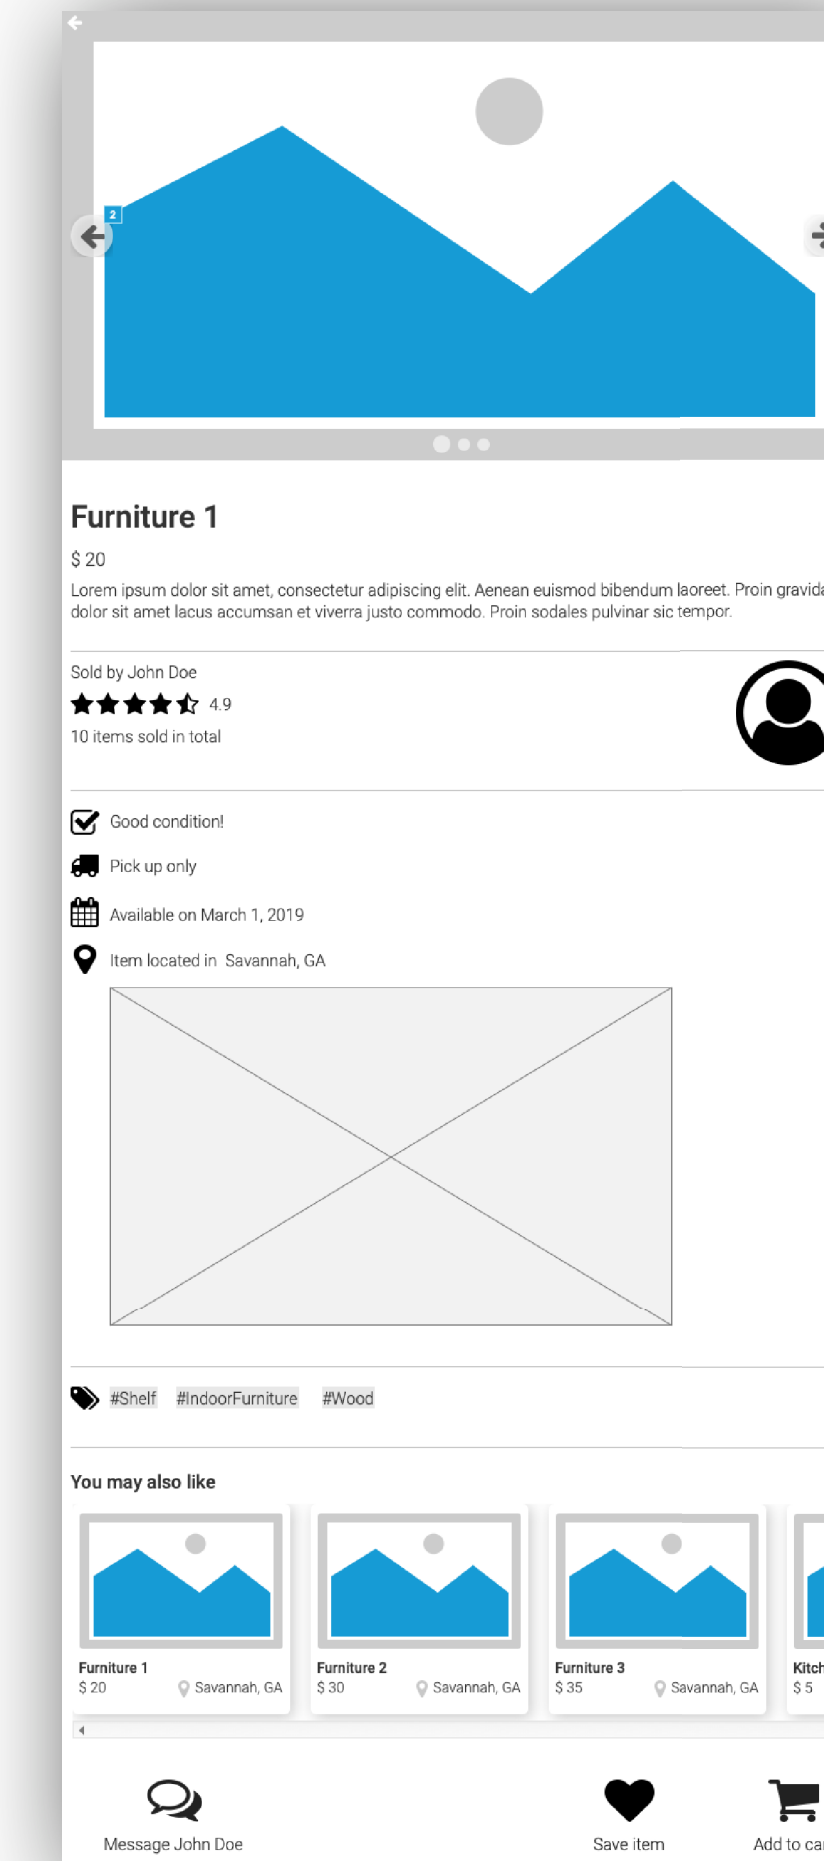 2
Furniture 1
$ 20
Lorem ipsum dolor sit amet, consectetur adipiscing elit. Aenean euismod bibendum laoreet. Proin gravida
dolor sit amet lacus accumsan et viverra justo commodo. Proin sodales pulvinar sic tempor.
Sold by John Doe
4.9
10 items sold in total
Good condition!
Pick up only
Available on March 1, 2019
Item located in Savannah, GA
#Shelf #IndoorFurniture #Wood
You may also like
Furniture 1
$ 20 Savannah, GA
Furniture 2
$ 30 Savannah, GA
Furniture 3
$ 35 Savannah, GA
Kitch
$ 5
Message John Doe
Save item
Add to car